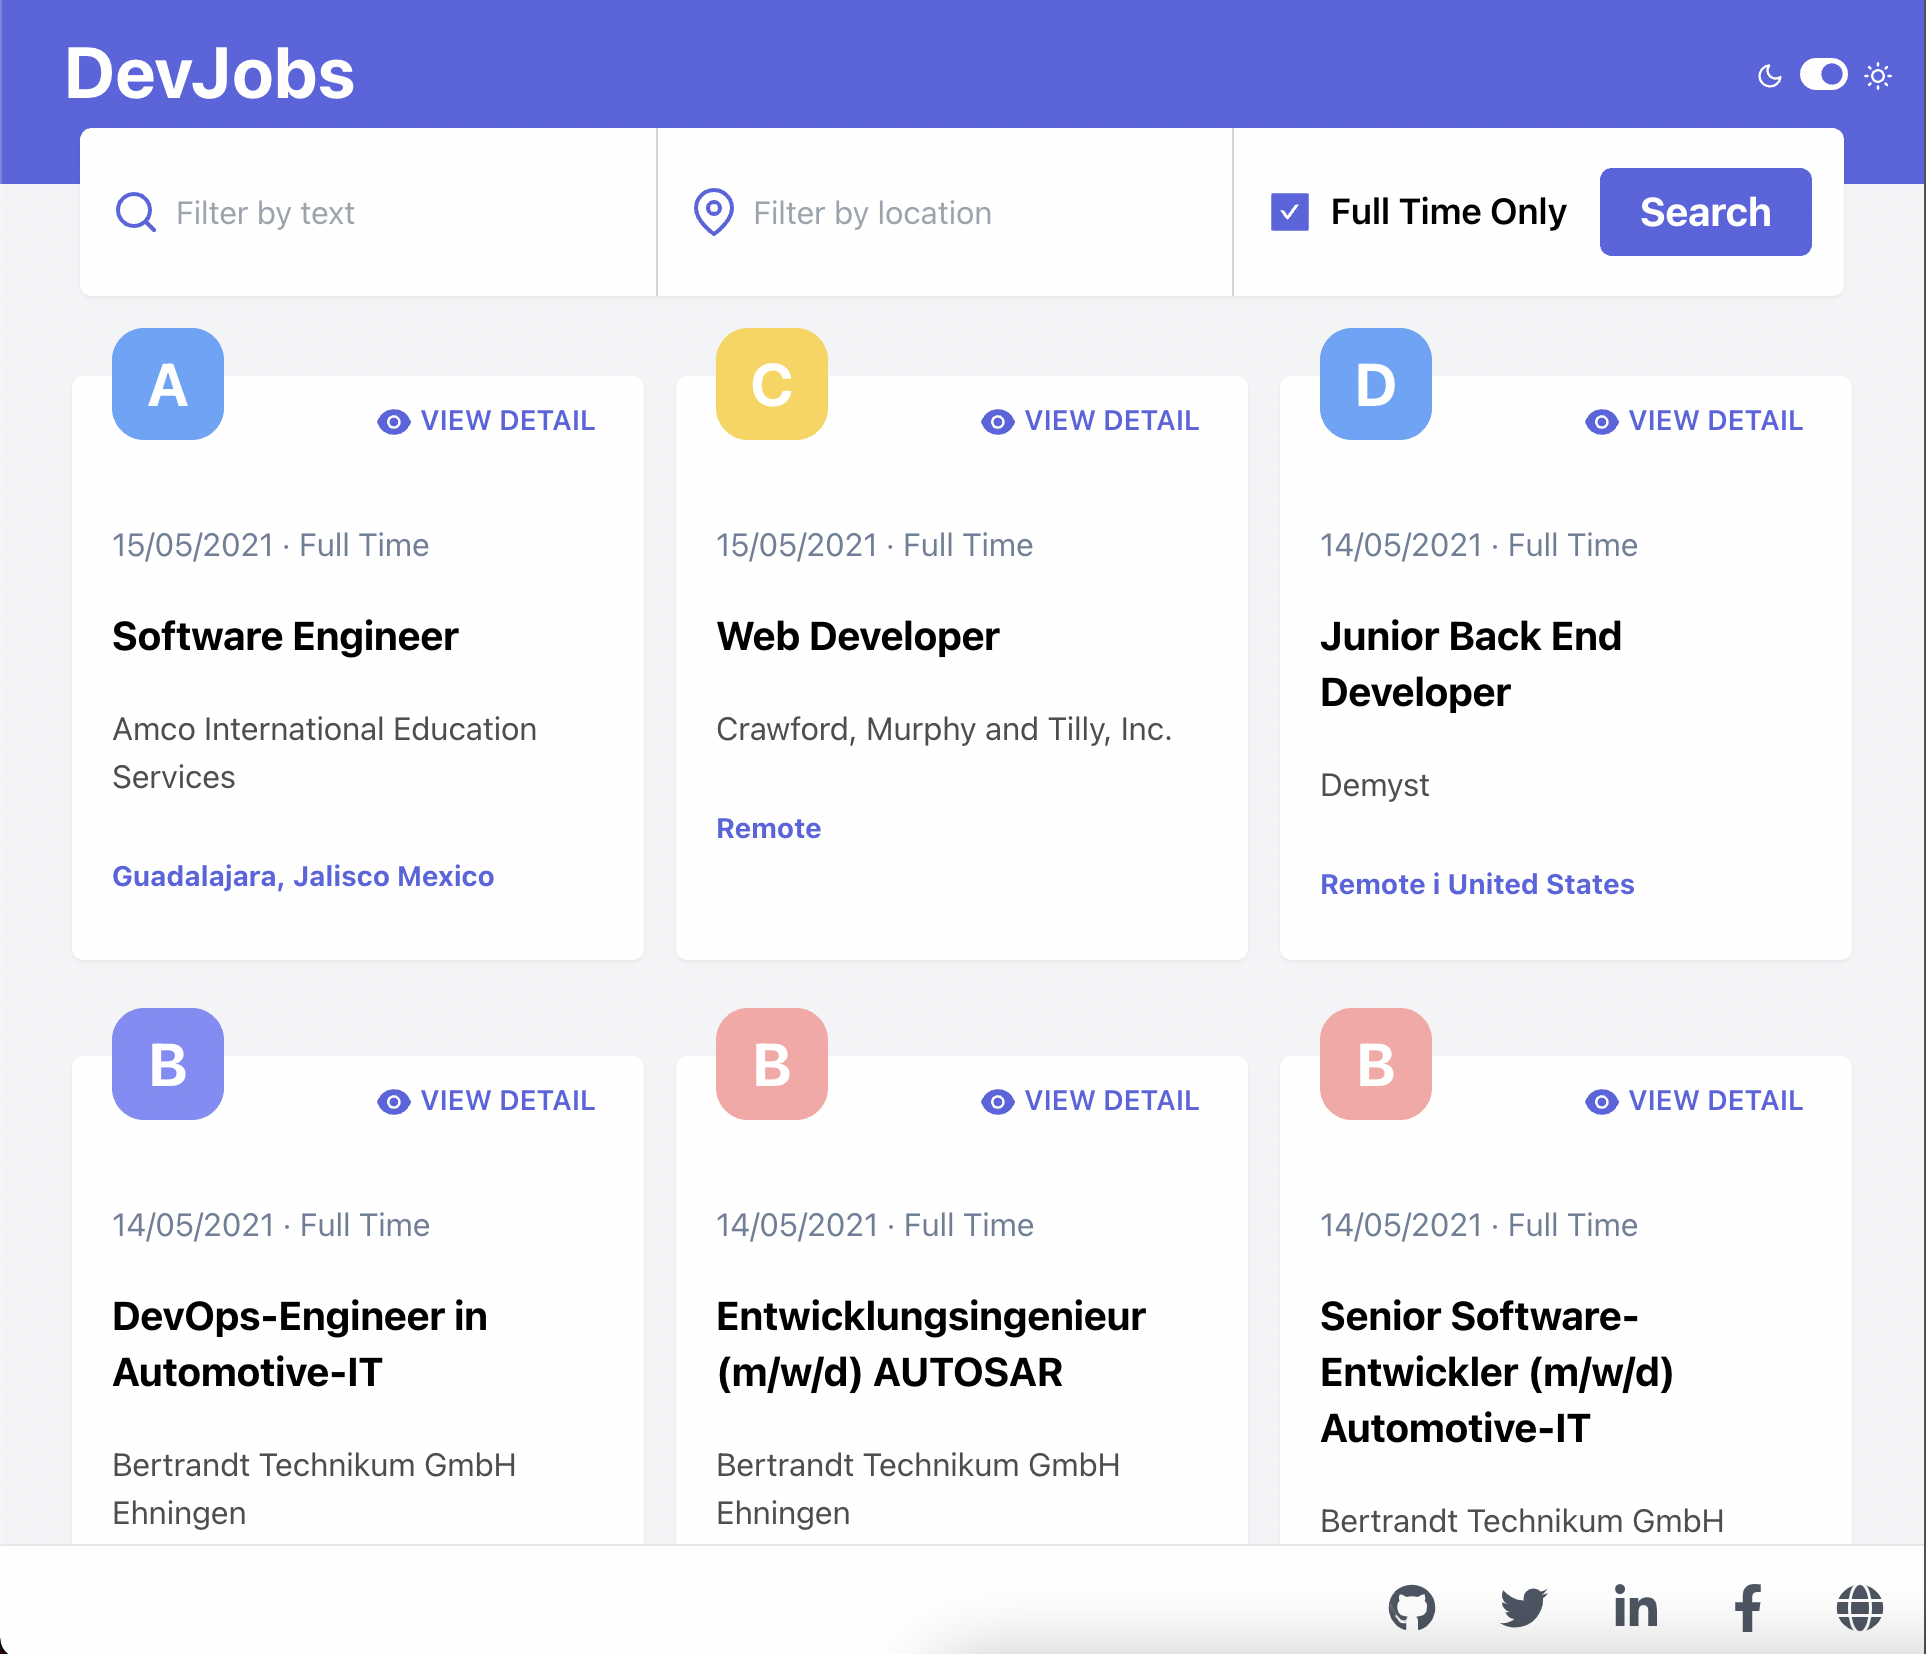 DevJobs
Filter by text
Filter by location
Full Time Only
Search
A
VIEW DETAIL
15/05/2021 · Full Time
Software Engineer
Amco International Education
Services
Guadalajara, Jalisco Mexico
C
VIEW DETAIL
15/05/2021 · Full Time
Web Developer
Crawford, Murphy and Tilly, Inc.
Remote
D
VIEW DETAIL
14/05/2021 · Full Time
Junior Back End
Developer
Demyst
Remote i United States
B
VIEW DETAIL
14/05/2021 · Full Time
DevOps-Engineer in
Automotive-IT
Bertrandt Technikum GmbH
Ehningen
B
VIEW DETAIL
14/05/2021 · Full Time
Entwicklungsingenieur
(m/w/d) AUTOSAR
Bertrandt Technikum GmbH
Ehningen
B
VIEW DETAIL
14/05/2021 · Full Time
Senior Software-
Entwickler (m/w/d)
Automotive-IT
Bertrandt Technikum GmbH